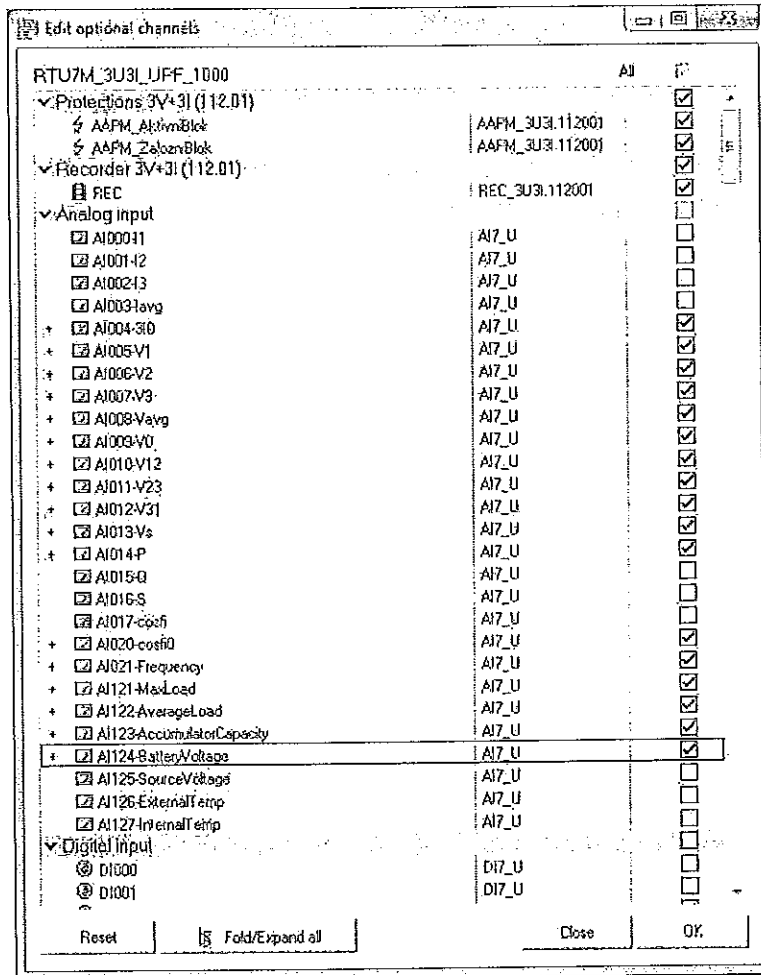 Edit optional channels
RTU7M_3U3I_UPF_1000 All
Protections 3V+3I (112.01)
AAPM_AktivniBlok AAPM_3U3I.112001
AAPM_ZalozniBlok AAPM_3U3I.112001
Recorder 3V+3I (112.01)
REC REC_3U3I.112001
Analog input
AI000-I1 AI7_U
AI001-I2 AI7_U
AI002-I3 AI7_U
AI003-Iavg AI7_U
+ AI004-3I0 AI7_U
+ AI005-V1 AI7_U
+ AI006-V2 AI7_U
+ AI007-V3 AI7_U
+ AI008-Vavg AI7_U
+ AI009-V0 AI7_U
+ AI010-V12 AI7_U
+ AI011-V23 AI7_U
+ AI012-V31 AI7_U
+ AI013-Vs AI7_U
+ AI014-P AI7_U
AI015-Q AI7_U
AI016-S AI7_U
AI017-cosfi AI7_U
+ AI020-cosfi0 AI7_U
+ AI021-Frequency AI7_U
+ AI121-MaxLoad AI7_U
+ AI122-AverageLoad AI7_U
+ AI123-AccumulatorCapacity AI7_U
+ AI124-BatteryVoltage AI7_U
AI125-SourceVoltage AI7_U
AI126-ExternalTemp AI7_U
AI127-InternalTemp AI7_U
Digital input
DI000 DI7_U
DI001 DI7_U
Reset Fold/Expand all Close OK